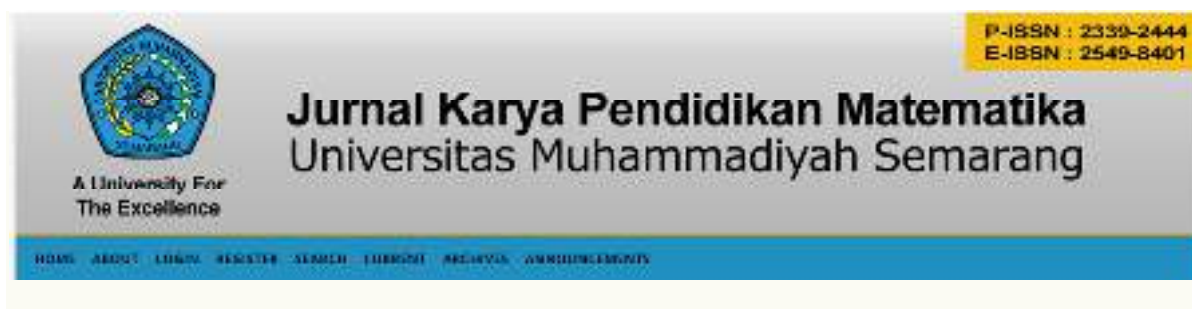 P-ISSN : 2339-2444
E-ISSN : 2549-8401
Jurnal Karya Pendidikan Matematika
Universitas Muhammadiyah Semarang
SEMARANG
A University For
The Excellence
HOME ABOUT LOGIN REGISTER SEARCH CURRENT ARCHIVES ANNOUNCEMENTS